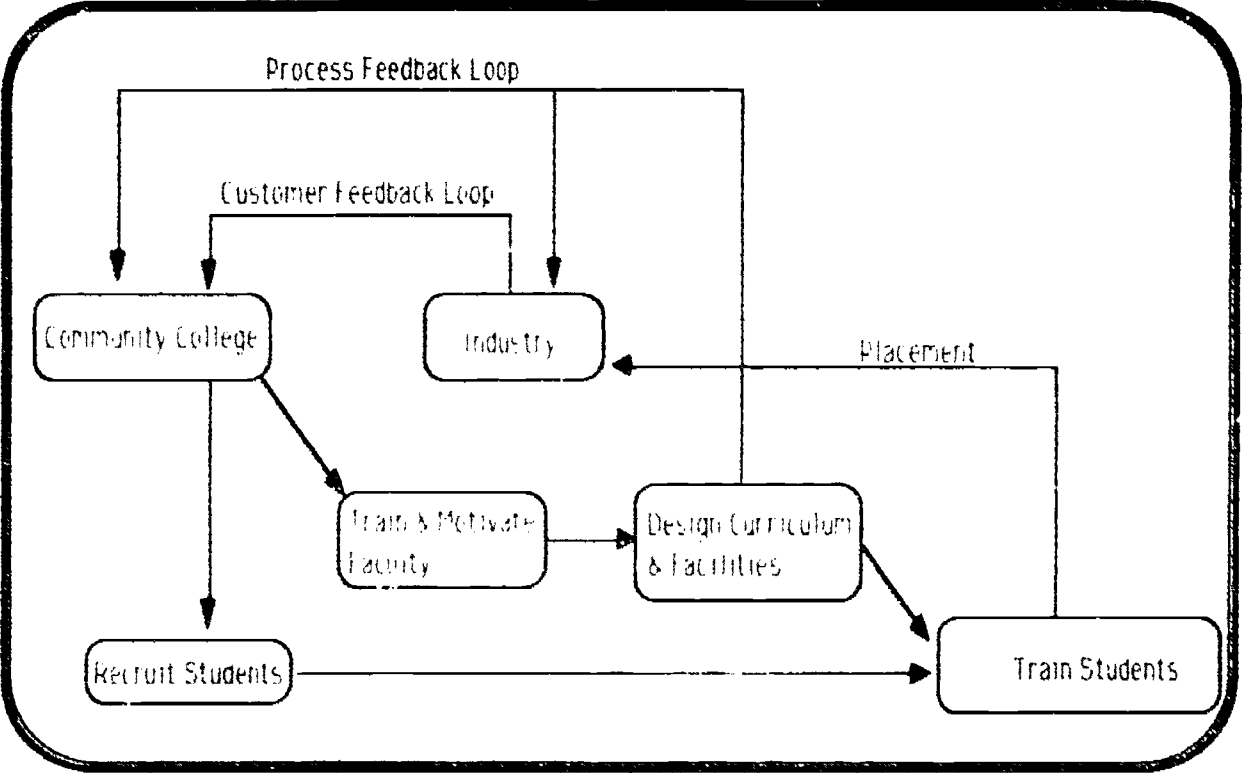 Process Feedback Loop
Customer Feedback Loop
Community College
Industry
Placement
Train & Motivate
Faculty
Design Curriculum
& Facilities
Recruit Students
Train Students